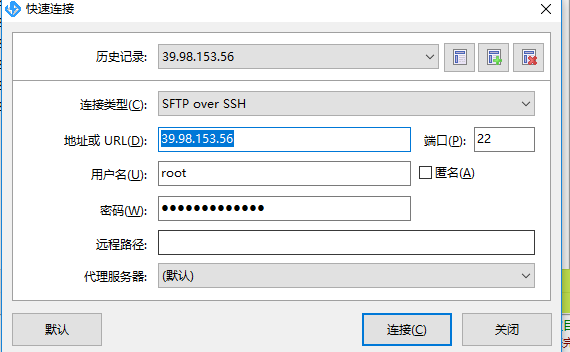 快速连接
历史记录: 39.98.153.56
连接类型(C): SFTP over SSH
地址或 URL(D): 39.98.153.56 端口(P): 22
用户名(U): root 匿名(A)
密码(W): ●●●●●●●●●●●●●
远程路径:
代理服务器: (默认)
默认 连接(C) 关闭